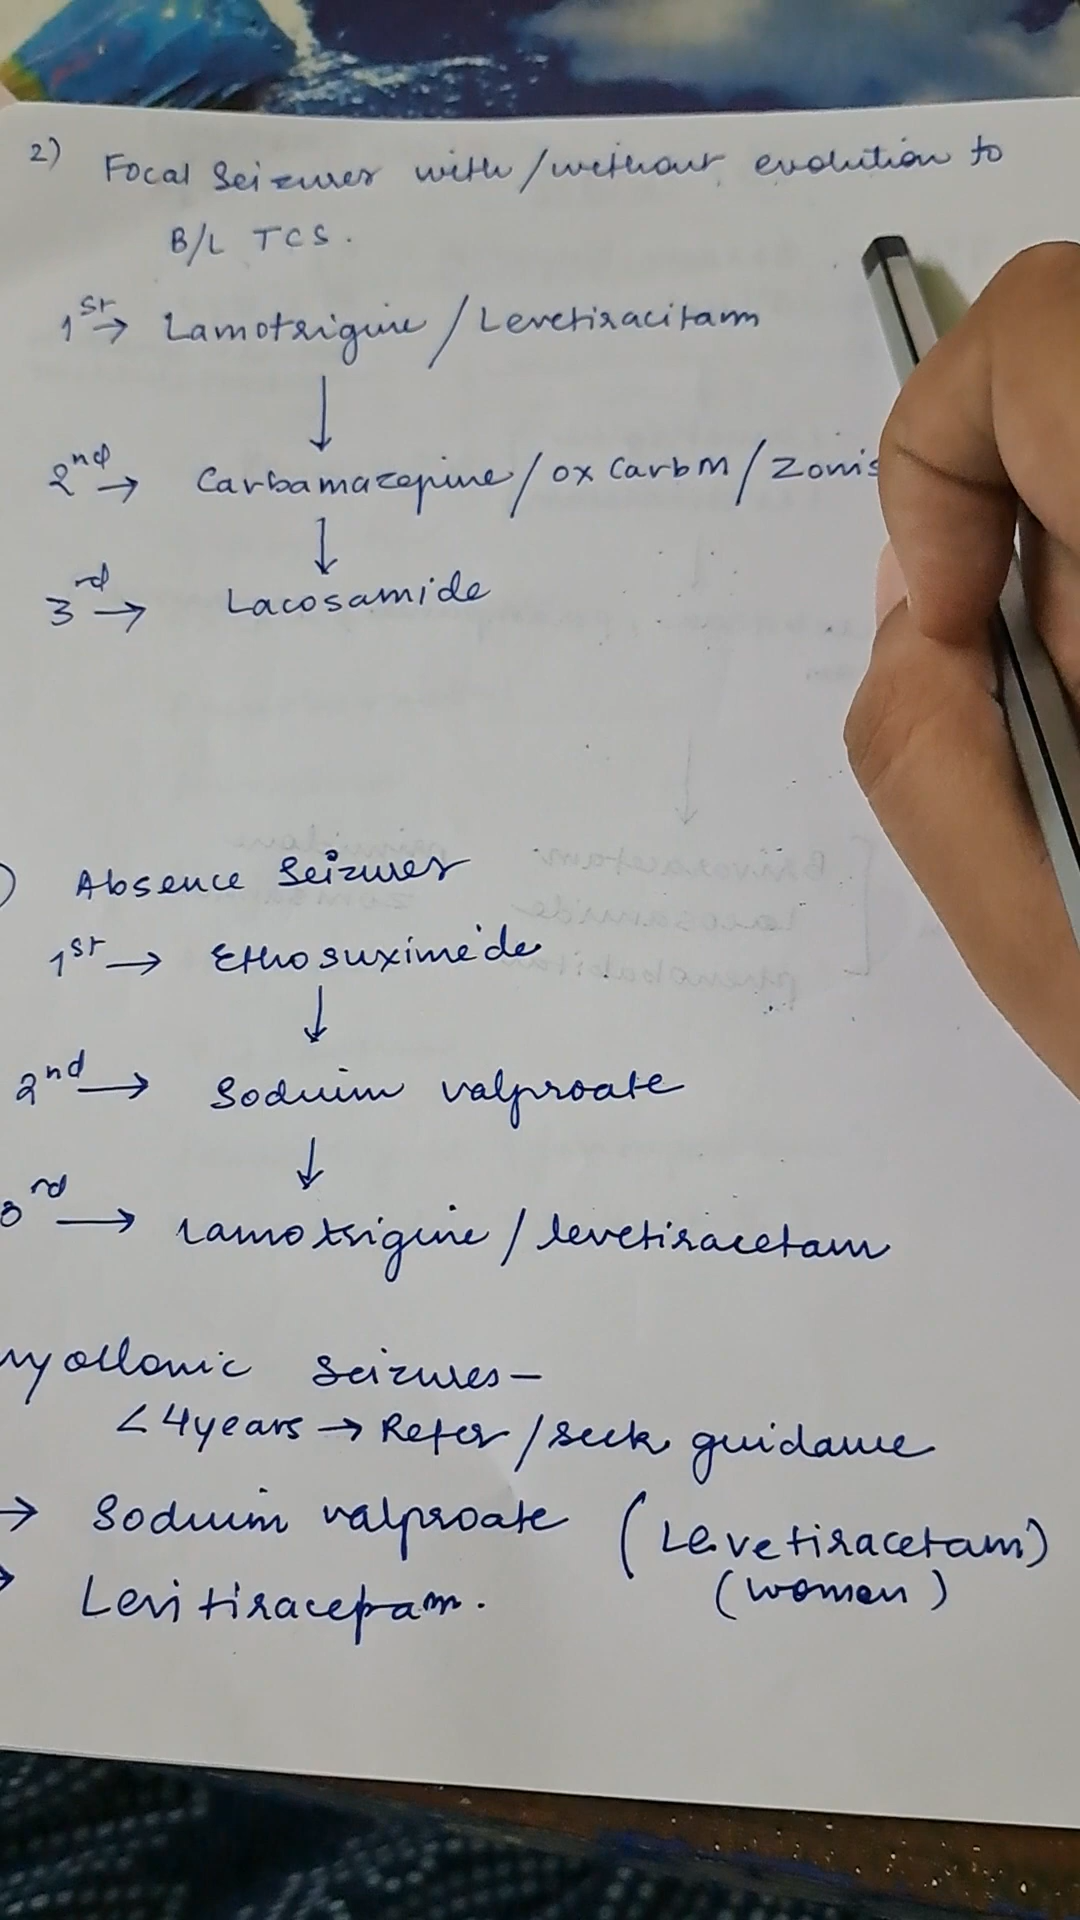 2) Focal Seizures with/without evolution to
B/L TCS.
1st → Lamotrigine / Levetiracitam
↓
2nd → Carbamazepine / ox Carbm / Zonis
↓
3rd → Lacosamide
) Absence Seizures
1st → Ethosuximide
↓
2nd → Sodium valproate
↓
3rd → Lamotrigine / levetiracetam
myoclonic seizures -
< 4years → Refer / seek guidance
→ Sodium valproate (Levetiracetam)
(women)
→ Levitiracetam.